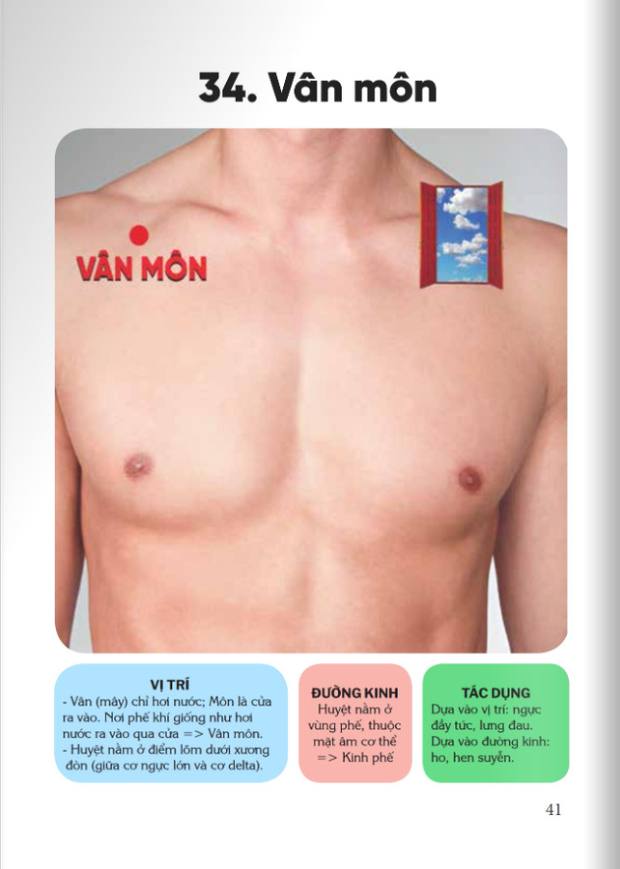 34. Vân môn
VÂN MÔN
VỊ TRÍ
- Vân (mây) chỉ hơi nước; Môn là cửa
ra vào. Nơi phế khí giống như hơi
nước ra vào qua cửa => Vân môn.
- Huyệt nằm ở điểm lõm dưới xương
đòn (giữa cơ ngực lớn và cơ delta).
ĐƯỜNG KINH
Huyệt nằm ở
vùng phế, thuộc
mặt âm cơ thể
=> Kinh phế
TÁC DỤNG
Dựa vào vị trí: ngực
đầy tức, lưng đau.
Dựa vào đường kinh:
ho, hen suyễn.
41